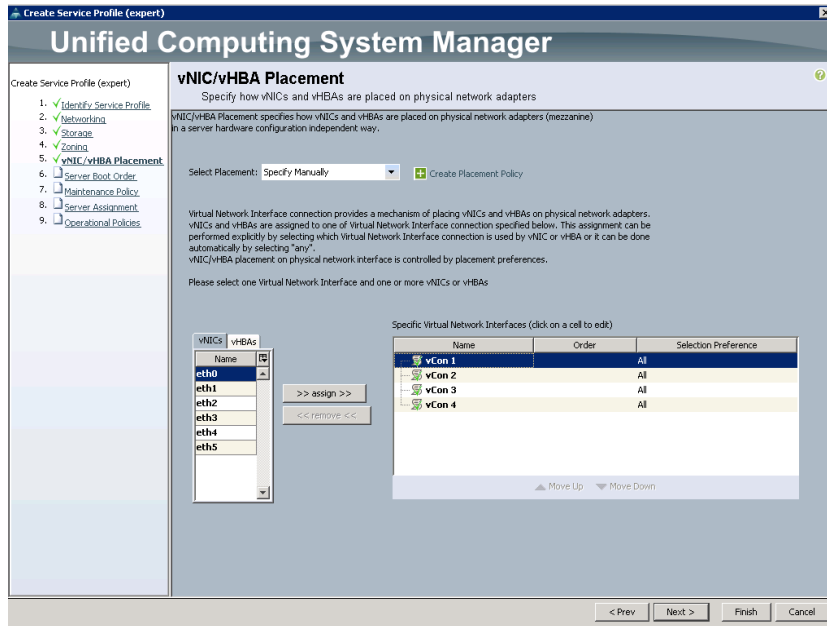 Create Service Profile (expert)
Unified Computing System Manager
Create Service Profile (expert)
1. Identify Service Profile
2. Networking
3. Storage
4. Zoning
5. vNIC/vHBA Placement
6. Server Boot Order
7. Maintenance Policy
8. Server Assignment
9. Operational Policies
vNIC/vHBA Placement
Specify how vNICs and vHBAs are placed on physical network adapters
vNIC/vHBA Placement specifies how vNICs and vHBAs are placed on physical network adapters (mezzanine)
in a server hardware configuration independent way.
Select Placement: Specify Manually
Create Placement Policy
Virtual Network Interface connection provides a mechanism of placing vNICs and vHBAs on physical network adapters.
vNICs and vHBAs are assigned to one of Virtual Network Interface connection specified below. This assignment can be
performed explicitly by selecting which Virtual Network Interface connection is used by vNIC or vHBA or it can be done
automatically by selecting "any".
vNIC/vHBA placement on physical network interface is controlled by placement preferences.
Please select one Virtual Network Interface and one or more vNICs or vHBAs
vNICs vHBAs
Name
eth0
eth1
eth2
eth3
eth4
eth5
>> assign >>
<< remove <<
Specific Virtual Network Interfaces (click on a cell to edit)
Name Order Selection Preference
vCon 1 All
vCon 2 All
vCon 3 All
vCon 4 All
Move Up Move Down
< Prev Next > Finish Cancel